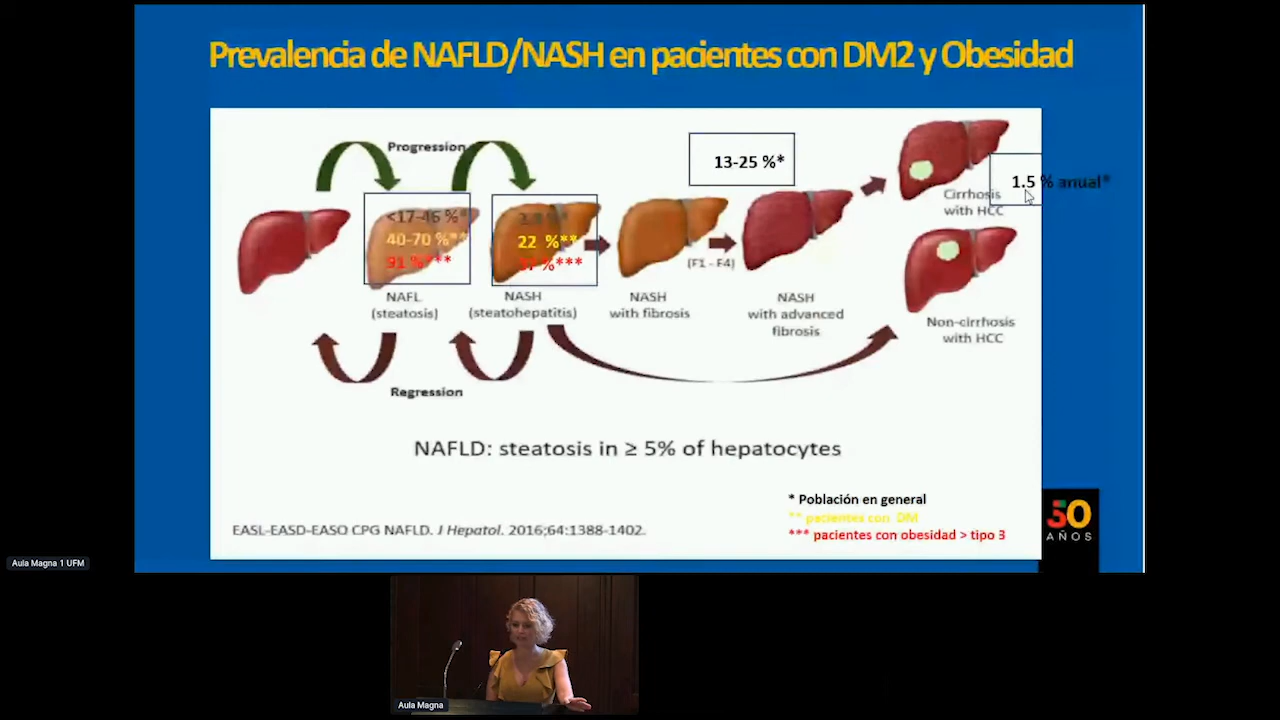 Prevalencia de NAFLD/NASH en pacientes con DM2 y Obesidad
Progression
13-25 %*
1.5 % anual*
<17-46 %*
40-70 %**
91 %***
22 %**
%***
Cirrhosis
with HCC
(F1 - F4)
NAFL
(steatosis)
NASH
(steatohepatitis)
NASH
with fibrosis
NASH
with advanced
fibrosis
Non-cirrhosis
with HCC
Regression
NAFLD: steatosis in ≥ 5% of hepatocytes
* Población en general
** pacientes con DM
*** pacientes con obesidad > tipo 3
EASL-EASD-EASO CPG NAFLD. J Hepatol. 2016;64:1388-1402.
50
AÑOS
Aula Magna 1 UFM
Aula Magna